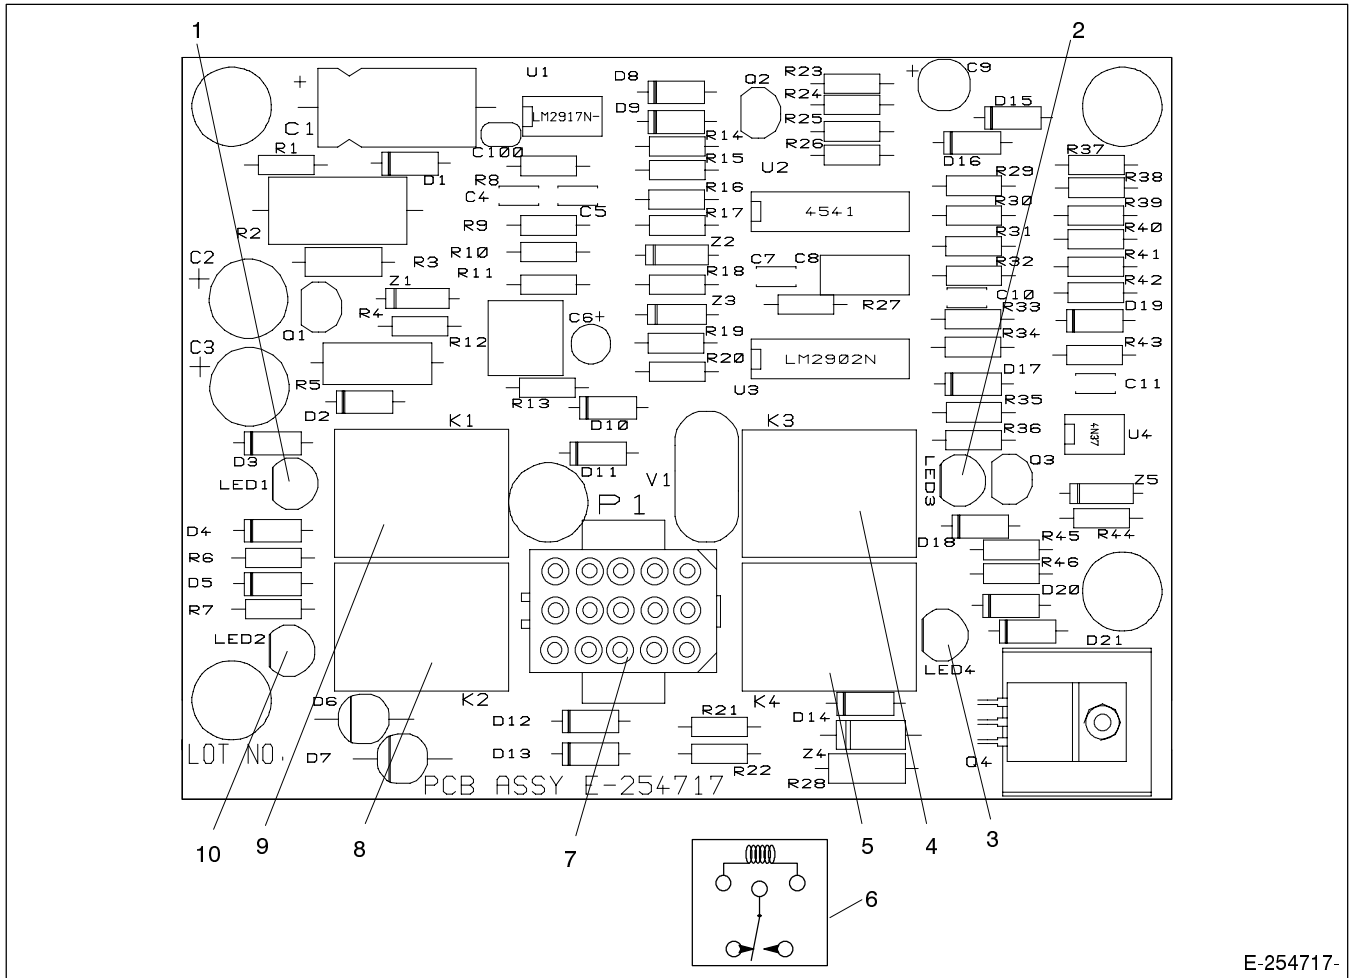 1
2
U1
D8
Q2
R23
+
C9
+
R24
D9
D15
LM2917N-
C1
R14
R25
C100
R26
D16
R1
R15
U2
R37
D1
R8
R29
R38
C4
R16
R30
R39
C5
4541
R2
R9
R17
R31
R40
R10
Z2
C2
R3
C7
C8
R32
R41
+
Z1
R11
R18
R42
C10
R4
Z3
R27
R33
D19
C6+
Q1
R12
R19
R34
C3
R43
+
R20
LM2902N
D17
R5
U3
C11
R13
R35
D2
D10
K1
K3
R36
4N37
U4
D3
D11
LED3
Q3
LED1
V1
Z5
P1
D4
D18
R45
R44
R6
R46
D5
D20
R7
LED2
D21
LED4
K2
K4
D6
D12
R21
D14
D7
D13
Z4
Q4
LOT NO.
R22
R28
PCB ASSY E-254717
10
9
8
7
5
4
3
6
E-254717-